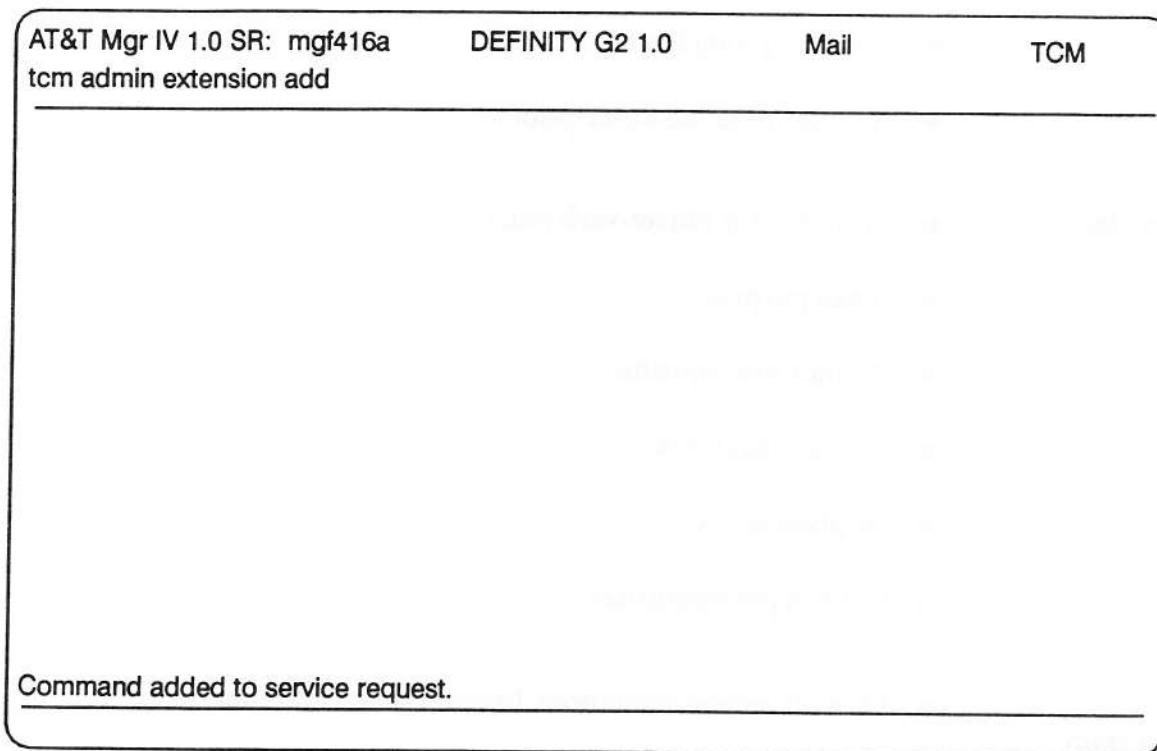 AT&T Mgr IV 1.0 SR: mgf416a DEFINITY G2 1.0 Mail TCM
tcm admin extension add
Command added to service request.